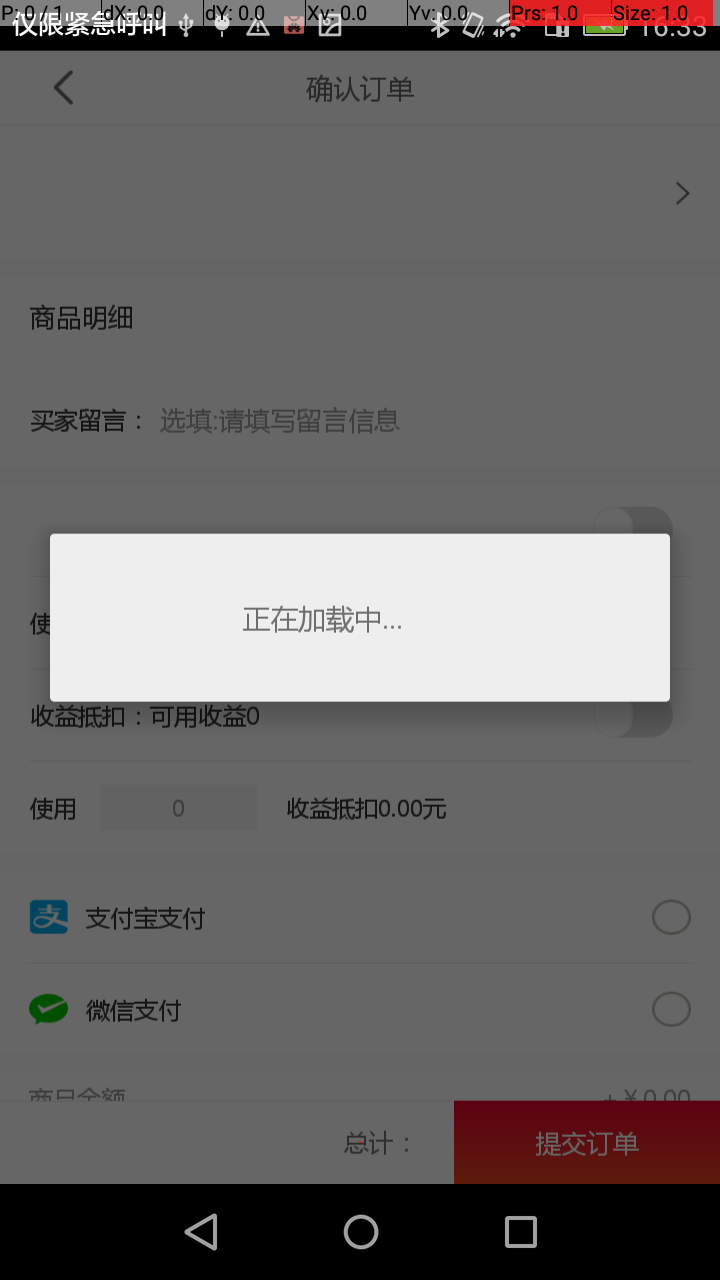 P: 0 / 1 dX: 0.0 dY: 0.0 Xv: 0.0 Yv: 0.0 Prs: 1.0 Size: 1.0
仅限紧急呼叫 16:33
确认订单
商品明细
买家留言： 选填:请填写留言信息
正在加载中...
使
收益抵扣：可用收益0
使用 0 收益抵扣0.00元
支付宝支付
微信支付
商品金额 +￥0.00
总计： 提交订单